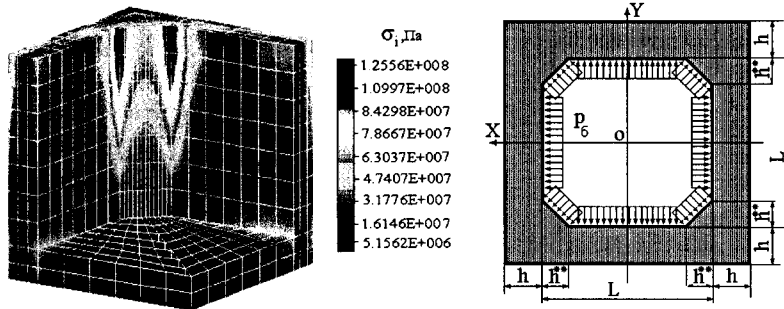 σi,Па
1.2556E+008
1.0997E+008
8.4298E+007
7.8667E+007
6.3037E+007
4.7407E+007
3.1776E+007
1.6146E+007
5.1562E+006
Y
X
o
pб
h
h**
L
h**
h
h
h**
L
h**
h